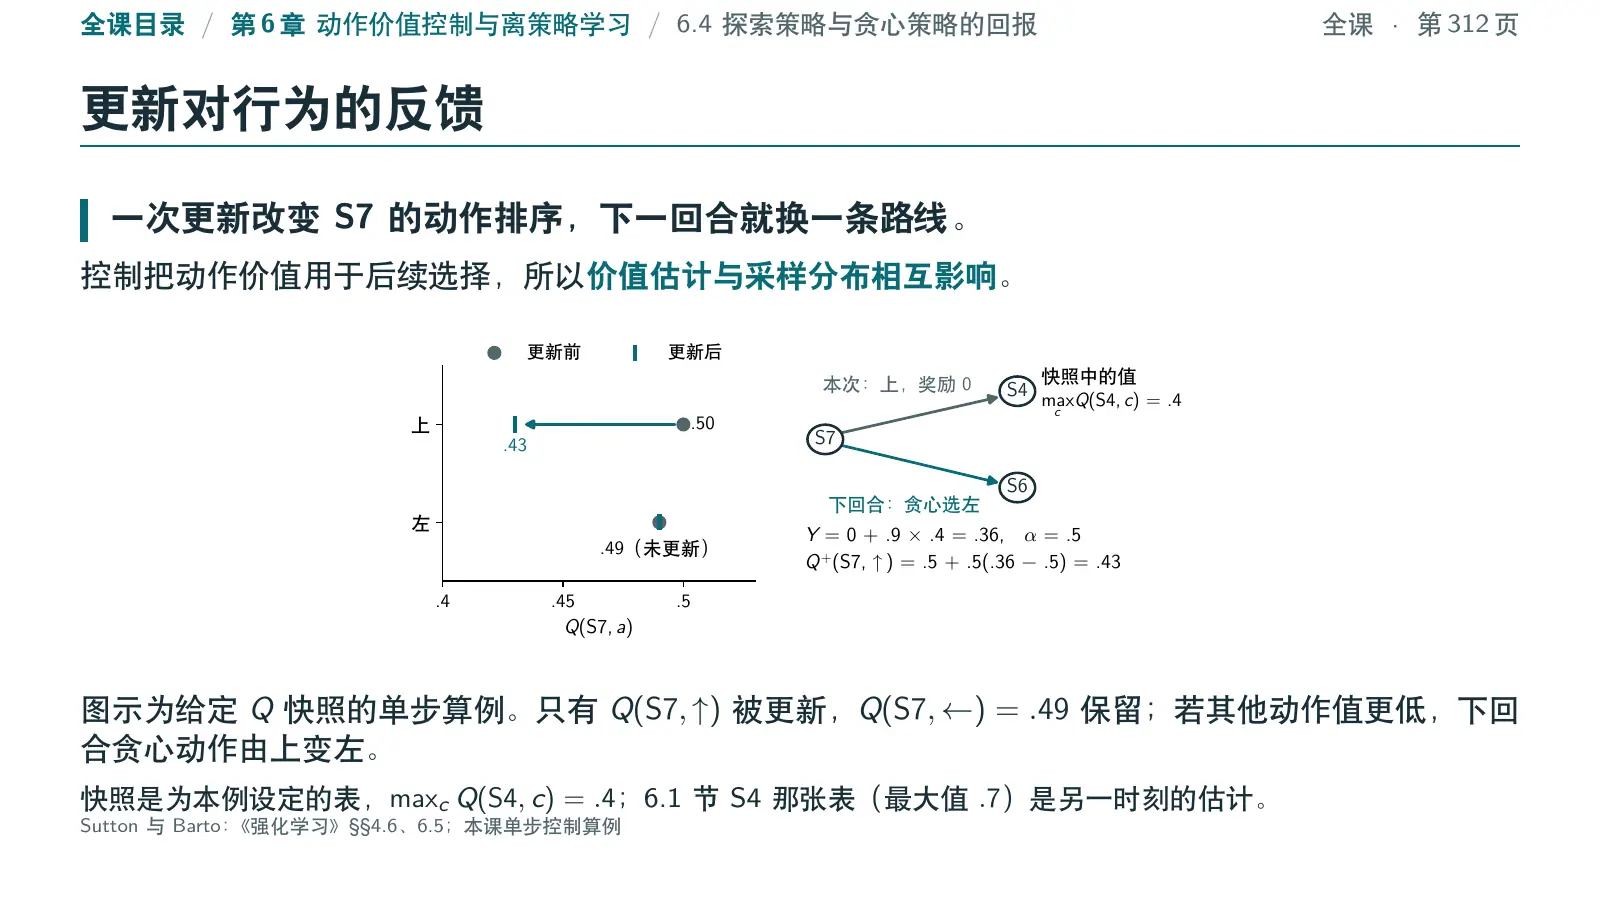 全课目录 / 第 6 章 动作价值控制与离策略学习 / 6.4 探索策略与贪心策略的回报
全课 · 第 312 页
更新对行为的反馈
一次更新改变 S7 的动作排序，下一回合就换一条路线。
控制把动作价值用于后续选择，所以价值估计与采样分布相互影响。
更新前 更新后
上
.50
.43
左
.49（未更新）
.4 .45 .5
Q(S7, a)
本次：上，奖励 0
S4
快照中的值
max_c Q(S4, c) = .4
S7
S6
下回合：贪心选左
Y = 0 + .9 × .4 = .36, α = .5
Q⁺(S7, ↑) = .5 + .5(.36 − .5) = .43
图示为给定 Q 快照的单步算例。只有 Q(S7,↑) 被更新，Q(S7,←) = .49 保留；若其他动作值更低，下回
合贪心动作由上变左。
快照是为本例设定的表，max_c Q(S4, c) = .4；6.1 节 S4 那张表（最大值 .7）是另一时刻的估计。
Sutton 与 Barto：《强化学习》§§4.6、6.5；本课单步控制算例